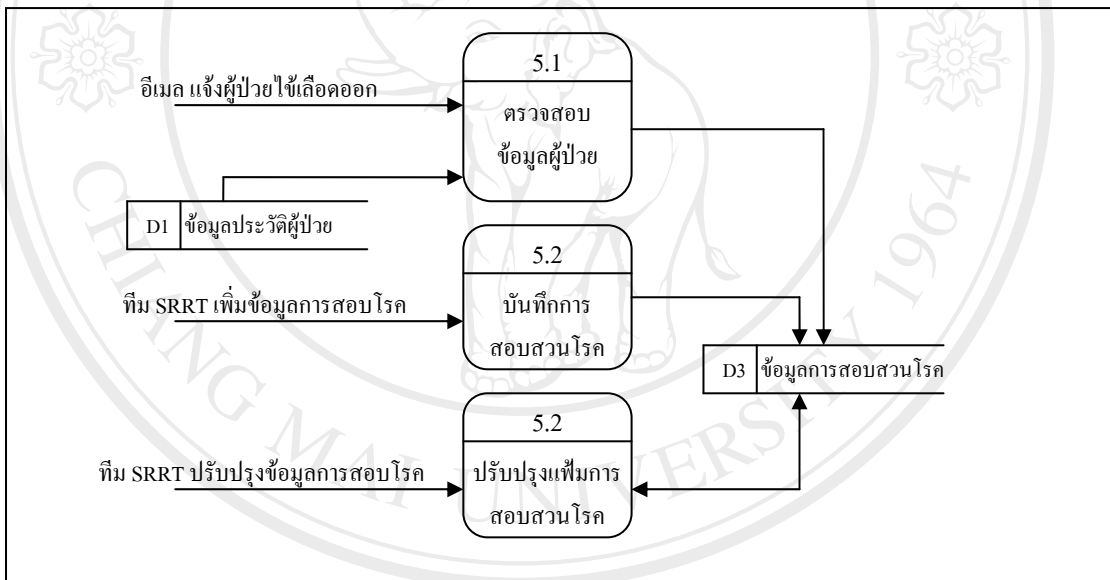 5.1
อีเมล แจ้งผู้ป่วยไข้เลือดออก
ตรวจสอบ
ข้อมูลผู้ป่วย
D1 ข้อมูลประวัติผู้ป่วย
5.2
ทีม SRRT เพิ่มข้อมูลการสอบโรค
บันทึกการ
สอบสวนโรค
D3 ข้อมูลการสอบสวนโรค
5.2
ทีม SRRT ปรับปรุงข้อมูลการสอบโรค
ปรับปรุงแฟ้มการ
สอบสวนโรค
CHIANG MAI UNIVERSITY 1964